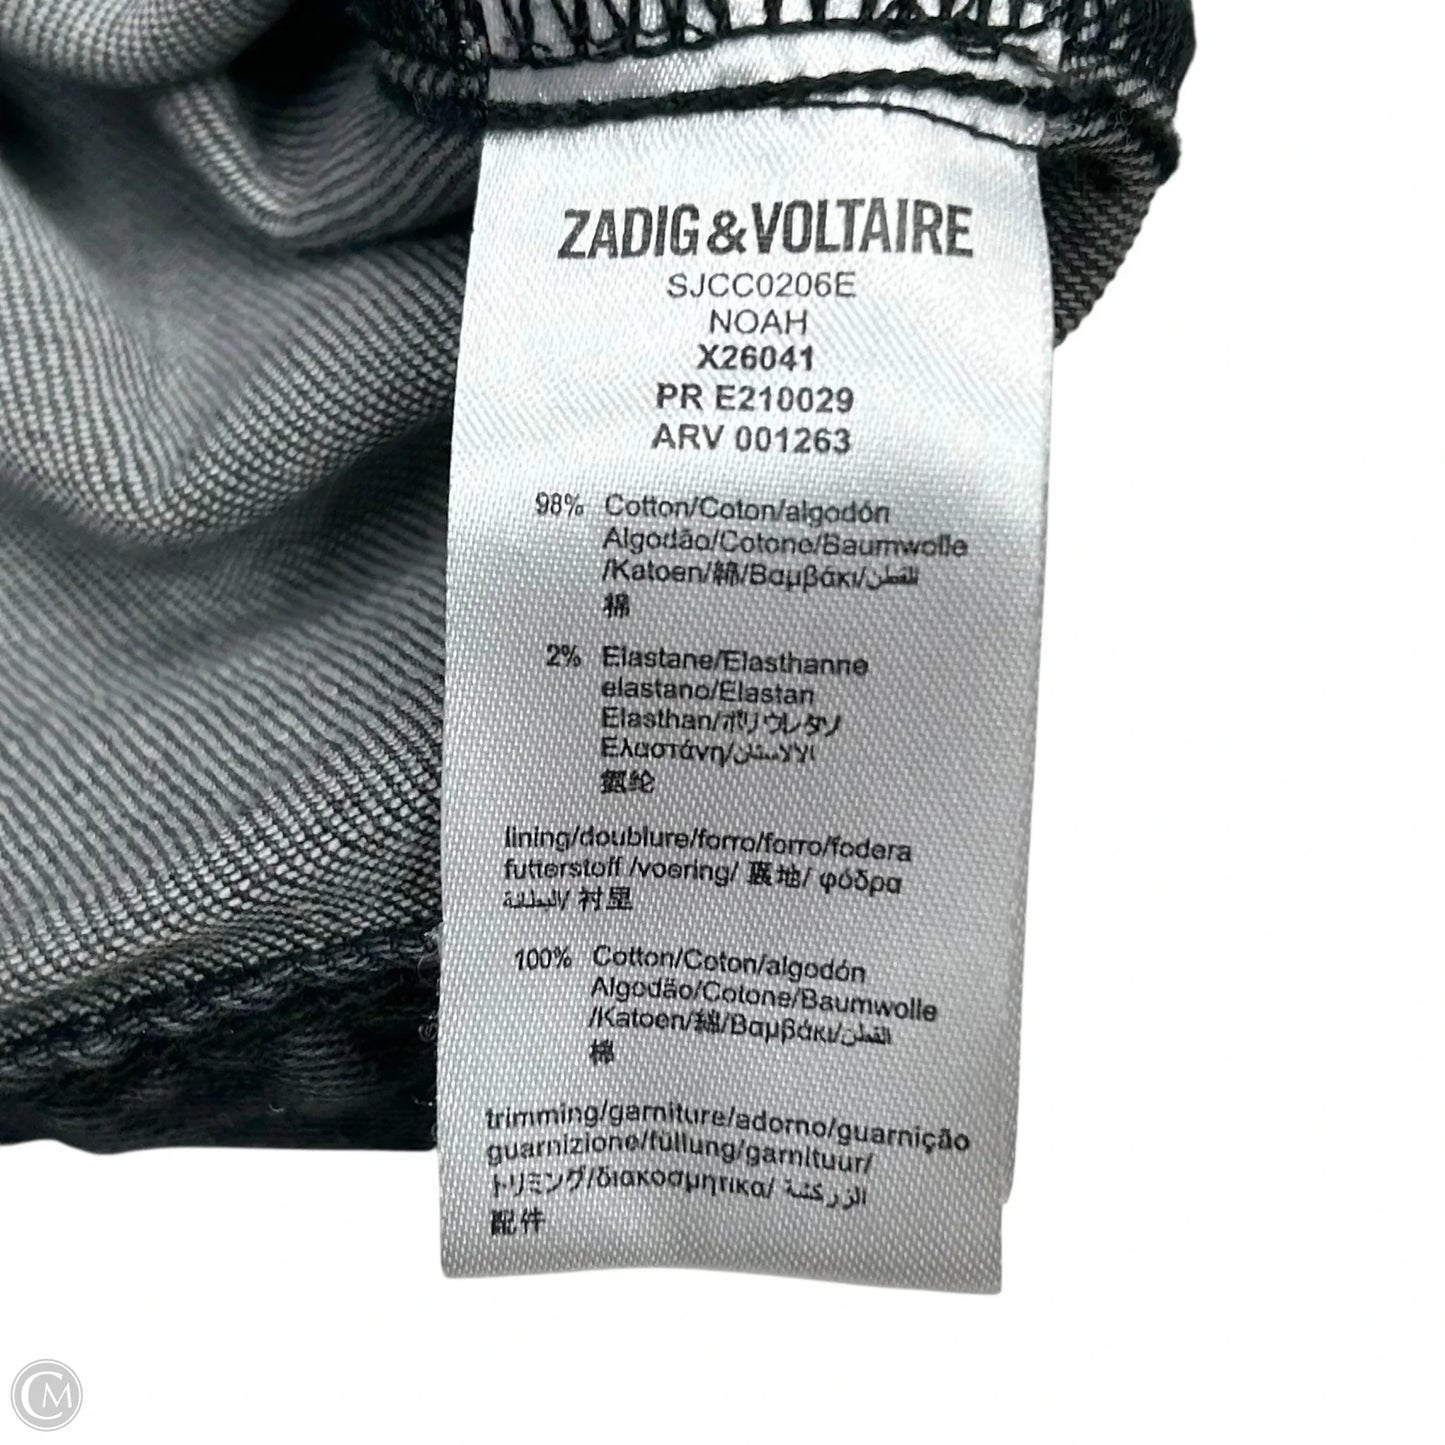 ZADIG&VOLTAIRE
SJCC0206E
NOAH
X26041
PR E210029
ARV 001263
98% Cotton/Coton/algodón
Algodão/Cotone/Baumwolle
/Katoen/綿/Βαμβάκι/القطن
棉
2% Elastane/Elasthanne
elastano/Elastan
Elasthan/ポリウレタン
Ελαστάνη/الاستان
氨纶
lining/doublure/forro/forro/fodera
futterstoff /voering/ 裏地/ φόδρα
البطانة/ 衬里
100% Cotton/Coton/algodón
Algodão/Cotone/Baumwolle
/Katoen/綿/Βαμβάκι/القطن
棉
trimming/garniture/adorno/guarnição
guarnizione/füllung/garnituur/
トリミング/διακοσμητικα/ الزركشة
配件
CM